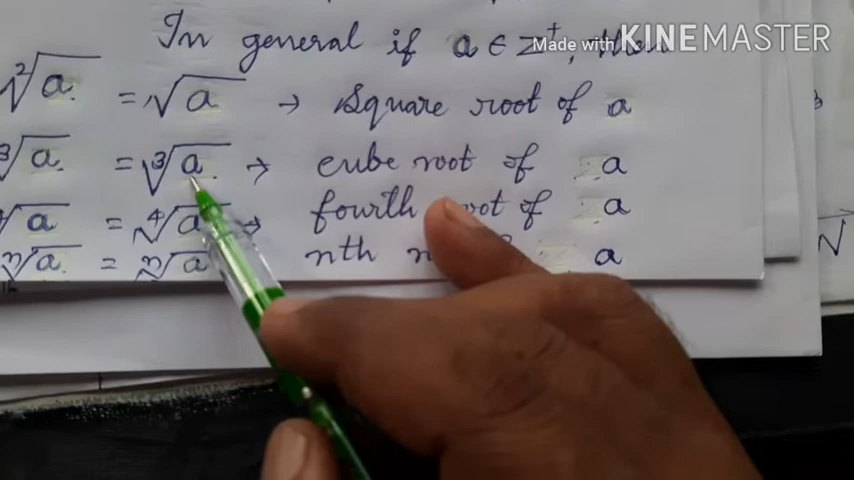 In general if a ∈ Z⁺, then
²√a. = √a → Square root of a
³√a. = ³√a. → cube root of a
√a = ⁴√a → fourth root of a
ⁿ√a. = ⁿ√a nth a
Made with KINEMASTER